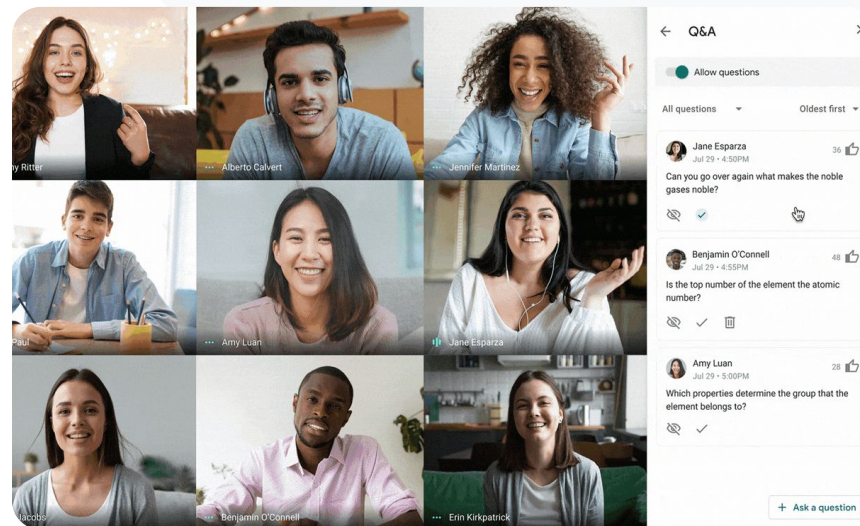 Q&A
Allow questions
All questions
Oldest first
Jane Esparza
36
Jul 29 • 4:50PM
Can you go over again what makes the noble
gases noble?
Benjamin O'Connell
48
Jul 29 • 4:55PM
Is the top number of the element the atomic
number?
Amy Luan
28
Jul 29 • 5:00PM
Which properties determine the group that the
element belongs to?
+ Ask a question
Ritter
Alberto Calvert
Jennifer Martinez
Paul
Amy Luan
Jane Esparza
Jacobs
Benjamin O'Connell
Erin Kirkpatrick